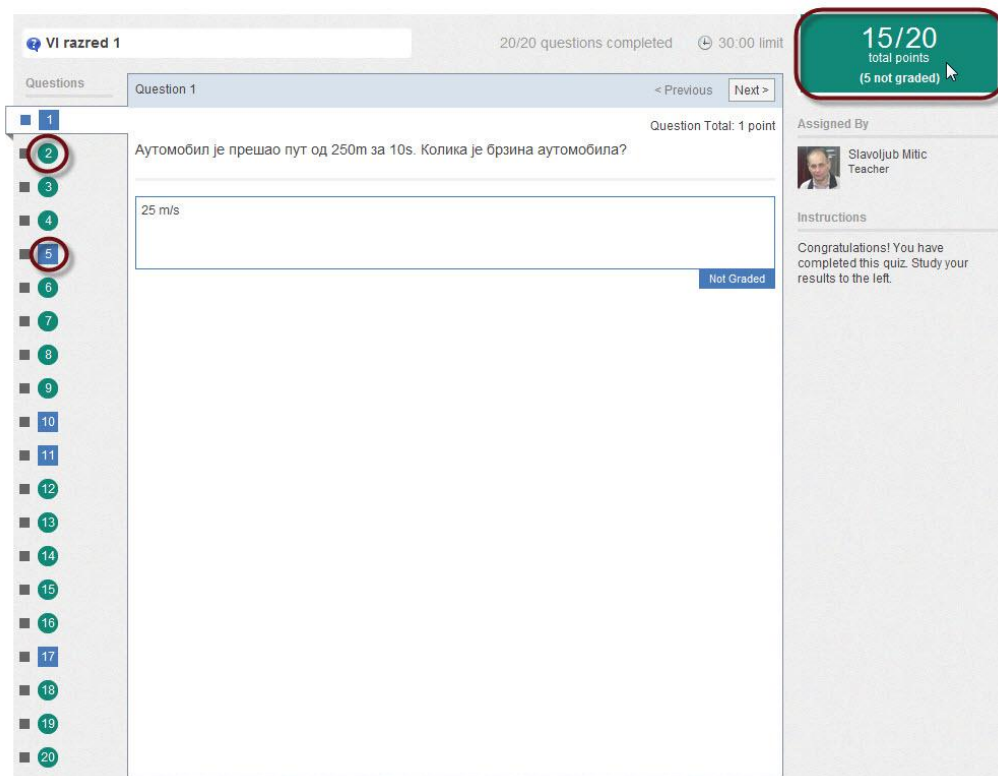 VI razred 1
20/20 questions completed
30:00 limit
15/20
total points
(5 not graded)
Questions
Question 1
< Previous
Next >
Question Total: 1 point
Аутомобил је прешао пут од 250m за 10s. Колика је брзина аутомобила?
25 m/s
Not Graded
1
2
3
4
5
6
7
8
9
10
11
12
13
14
15
16
17
18
19
20
Assigned By
Slavoljub Mitic
Teacher
Instructions
Congratulations! You have
completed this quiz. Study your
results to the left.